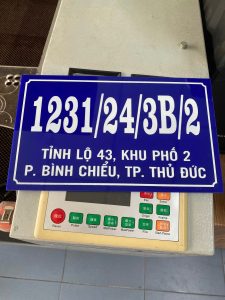 1231/24/3B/2
TỈNH LỘ 43, KHU PHỐ 2
P. BÌNH CHIỂU, TP. THỦ ĐỨC